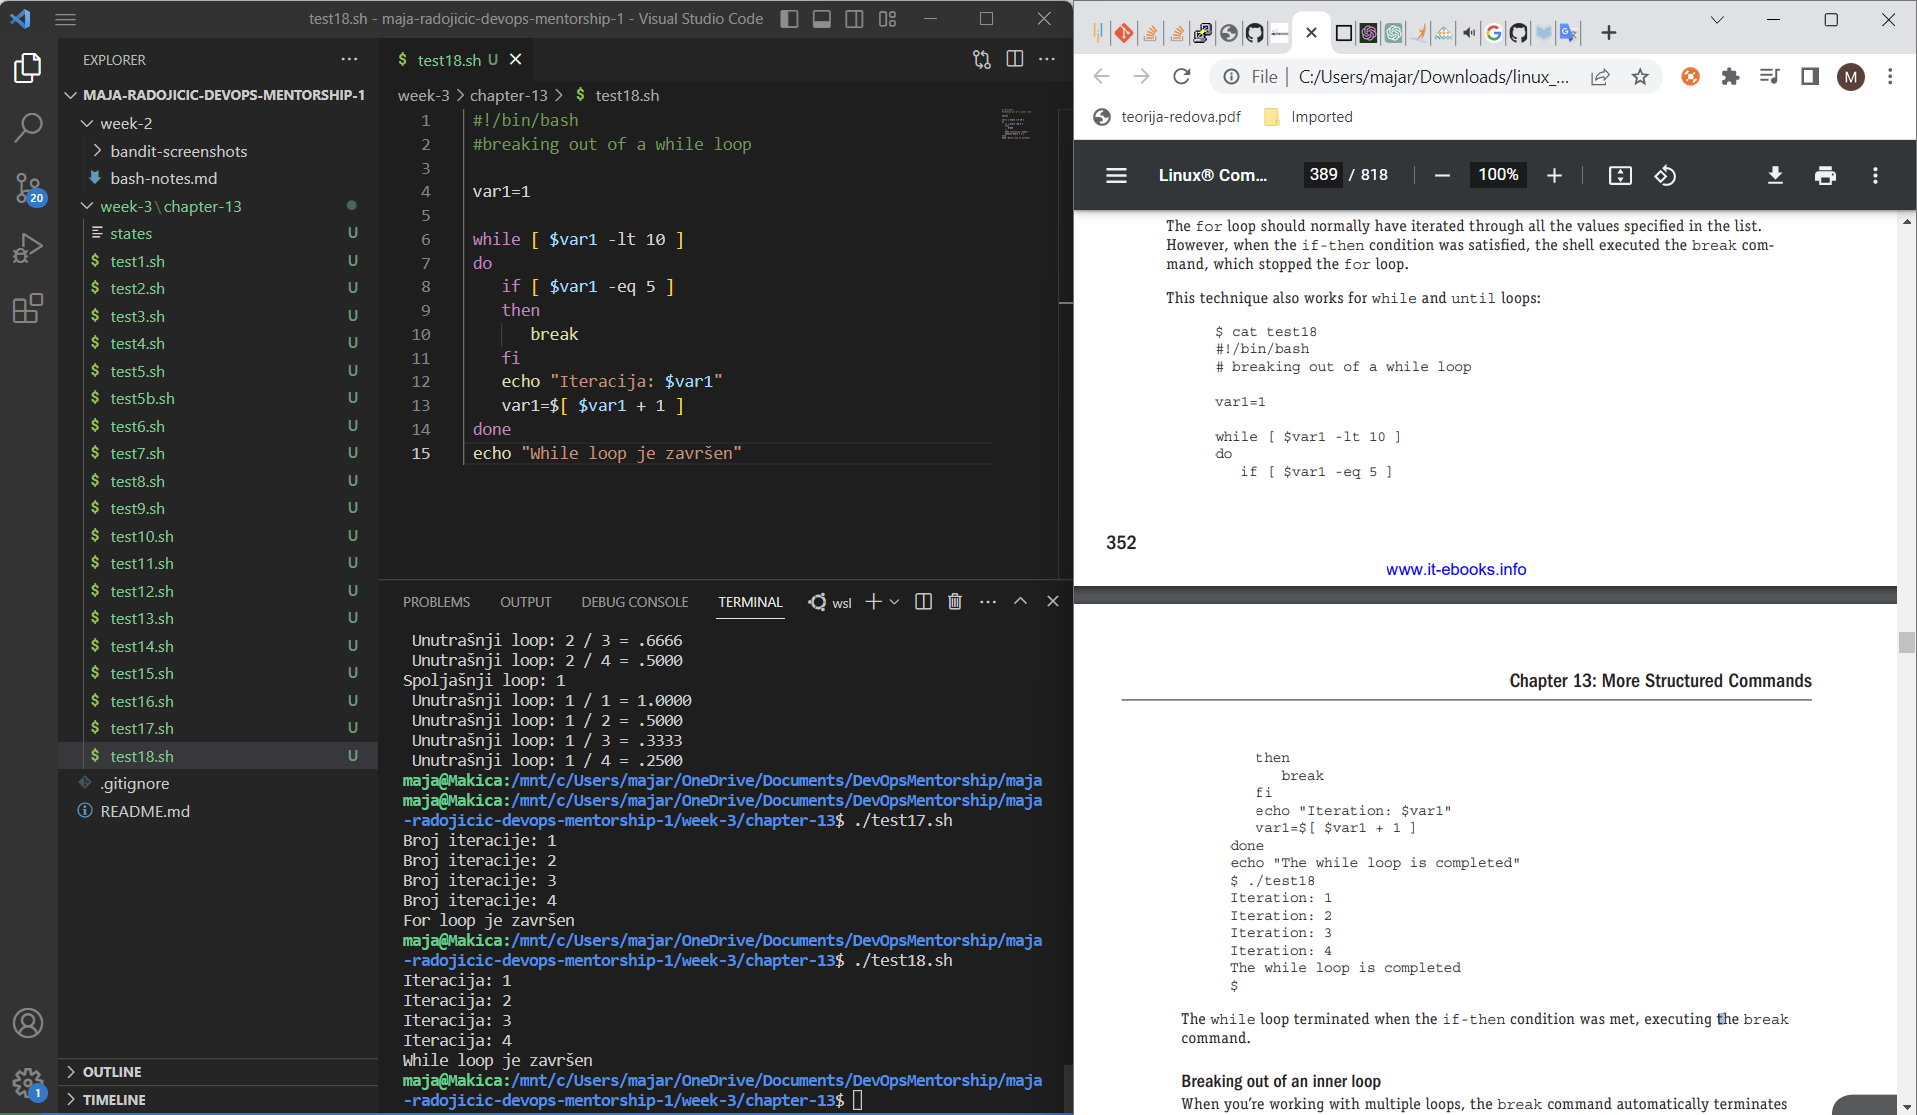 test18.sh - maja-radojicic-devops-mentorship-1 - Visual Studio Code
EXPLORER
MAJA-RADOJICIC-DEVOPS-MENTORSHIP-1
week-2
bandit-screenshots
bash-notes.md
week-3\chapter-13
states U
$ test1.sh U
$ test2.sh U
$ test3.sh U
$ test4.sh U
$ test5.sh U
$ test5b.sh U
$ test6.sh U
$ test7.sh U
$ test8.sh U
$ test9.sh U
$ test10.sh U
$ test11.sh U
$ test12.sh U
$ test13.sh U
$ test14.sh U
$ test15.sh U
$ test16.sh U
$ test17.sh U
$ test18.sh U
.gitignore
README.md
OUTLINE
TIMELINE
20
1
$ test18.sh U
week-3 > chapter-13 > $ test18.sh
1 #!/bin/bash
2 #breaking out of a while loop
3
4 var1=1
5
6 while [ $var1 -lt 10 ]
7 do
8 if [ $var1 -eq 5 ]
9 then
10 break
11 fi
12 echo "Iteracija: $var1"
13 var1=$[ $var1 + 1 ]
14 done
15 echo "While loop je završen"
PROBLEMS OUTPUT DEBUG CONSOLE TERMINAL wsl
Unutrašnji loop: 2 / 3 = .6666
Unutrašnji loop: 2 / 4 = .5000
Spoljašnji loop: 1
Unutrašnji loop: 1 / 1 = 1.0000
Unutrašnji loop: 1 / 2 = .5000
Unutrašnji loop: 1 / 3 = .3333
Unutrašnji loop: 1 / 4 = .2500
maja@Makica:/mnt/c/Users/majar/OneDrive/Documents/DevOpsMentorship/maja
maja@Makica:/mnt/c/Users/majar/OneDrive/Documents/DevOpsMentorship/maja
-radojicic-devops-mentorship-1/week-3/chapter-13$ ./test17.sh
Broj iteracije: 1
Broj iteracije: 2
Broj iteracije: 3
Broj iteracije: 4
For loop je završen
maja@Makica:/mnt/c/Users/majar/OneDrive/Documents/DevOpsMentorship/maja
-radojicic-devops-mentorship-1/week-3/chapter-13$ ./test18.sh
Iteracija: 1
Iteracija: 2
Iteracija: 3
Iteracija: 4
While loop je završen
maja@Makica:/mnt/c/Users/majar/OneDrive/Documents/DevOpsMentorship/maja
-radojicic-devops-mentorship-1/week-3/chapter-13$
File | C:/Users/majar/Downloads/linux_... M
teorija-redova.pdf Imported
Linux® Com... 389 / 818 100%
The for loop should normally have iterated through all the values specified in the list.
However, when the if-then condition was satisfied, the shell executed the break com-
mand, which stopped the for loop.
This technique also works for while and until loops:
$ cat test18
#!/bin/bash
# breaking out of a while loop
var1=1
while [ $var1 -lt 10 ]
do
if [ $var1 -eq 5 ]
352
www.it-ebooks.info
Chapter 13: More Structured Commands
then
break
fi
echo "Iteration: $var1"
var1=$[ $var1 + 1 ]
done
echo "The while loop is completed"
$ ./test18
Iteration: 1
Iteration: 2
Iteration: 3
Iteration: 4
The while loop is completed
$
The while loop terminated when the if-then condition was met, executing the break
command.
Breaking out of an inner loop
When you're working with multiple loops, the break command automatically terminates